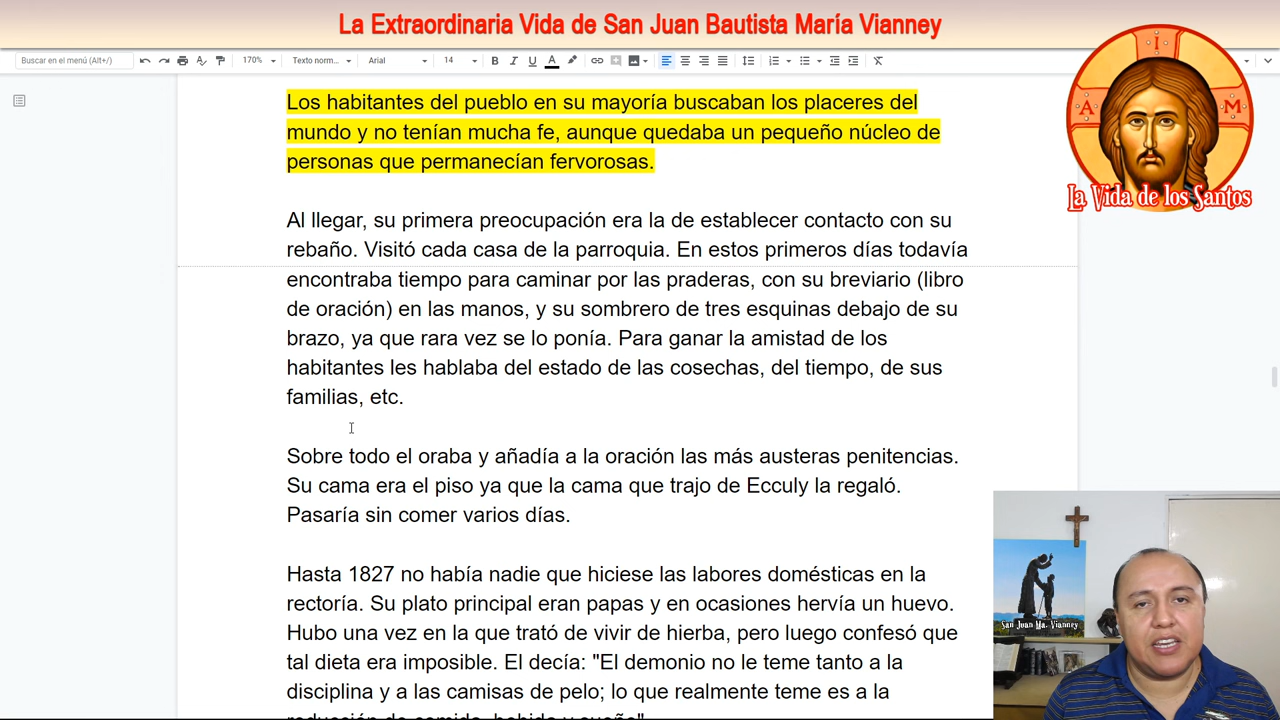 La Extraordinaria Vida de San Juan Bautista María Vianney
Buscar en el menú (Alt+/)
170%
Texto norm...
Arial
14
B I U A
Los habitantes del pueblo en su mayoría buscaban los placeres del
mundo y no tenían mucha fe, aunque quedaba un pequeño núcleo de
personas que permanecían fervorosas.
I
A M
La Vida de los Santos
Al llegar, su primera preocupación era la de establecer contacto con su
rebaño. Visitó cada casa de la parroquia. En estos primeros días todavía
encontraba tiempo para caminar por las praderas, con su breviario (libro
de oración) en las manos, y su sombrero de tres esquinas debajo de su
brazo, ya que rara vez se lo ponía. Para ganar la amistad de los
habitantes les hablaba del estado de las cosechas, del tiempo, de sus
familias, etc.
Sobre todo el oraba y añadía a la oración las más austeras penitencias.
Su cama era el piso ya que la cama que trajo de Ecculy la regaló.
Pasaría sin comer varios días.
Hasta 1827 no había nadie que hiciese las labores domésticas en la
rectoría. Su plato principal eran papas y en ocasiones hervía un huevo.
Hubo una vez en la que trató de vivir de hierba, pero luego confesó que
tal dieta era imposible. El decía: "El demonio no le teme tanto a la
disciplina y a las camisas de pelo; lo que realmente teme es a la
reducción de comida, bebida y sueño"
San Juan Ma. Vianney